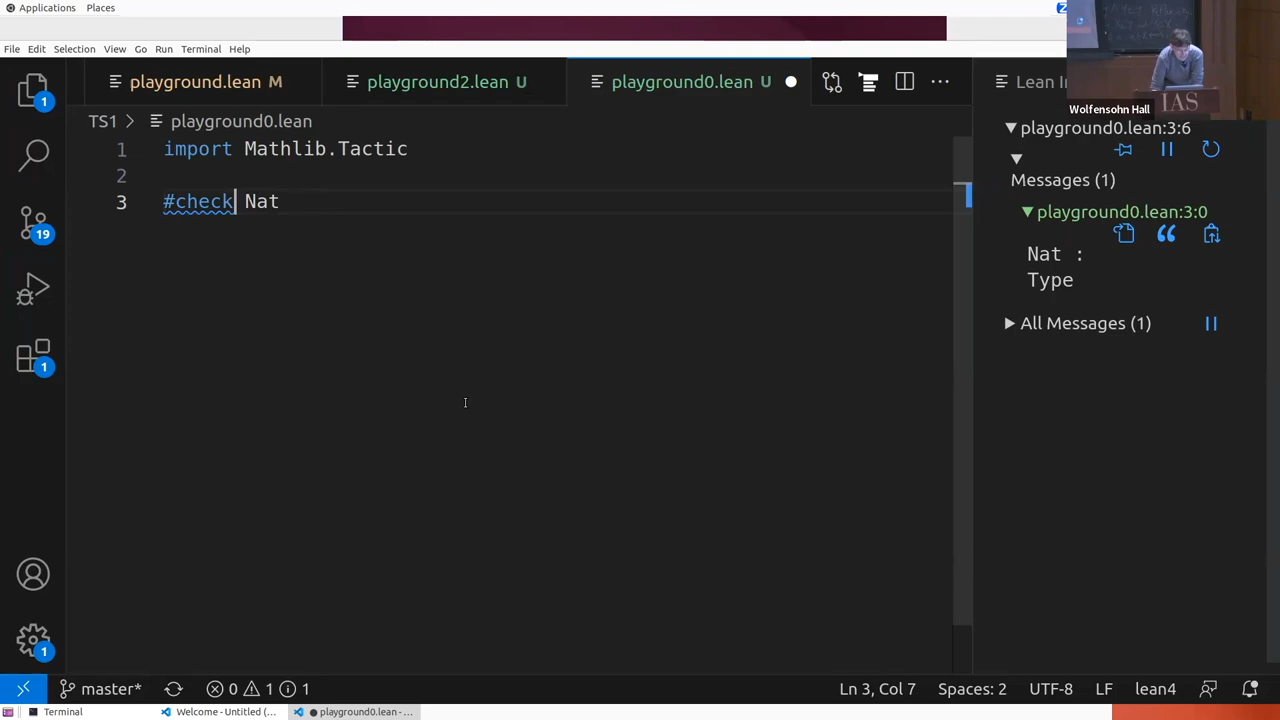 Applications Places
File Edit Selection View Go Run Terminal Help
playground.lean M playground2.lean U playground0.lean U
TS1 > playground0.lean
1 import Mathlib.Tactic
2
3 #check Nat
1
19
1
1
Wolfensohn Hall
IAS
Lean In
playground0.lean:3:6
Messages (1)
playground0.lean:3:0
Nat :
Type
All Messages (1)
master* 0 1 1 Ln 3, Col 7 Spaces: 2 UTF-8 LF lean4
Terminal Welcome - Untitled (... ● playground0.lean - ...